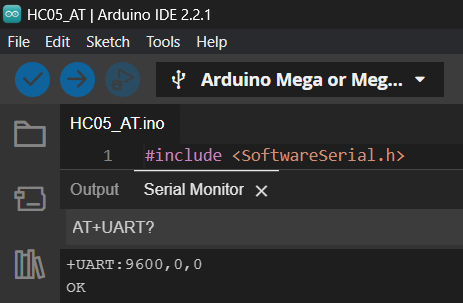 HC05_AT | Arduino IDE 2.2.1
File Edit Sketch Tools Help
Arduino Mega or Meg...
HC05_AT.ino
1 #include <SoftwareSerial.h>
Output Serial Monitor
AT+UART?
+UART:9600,0,0
OK